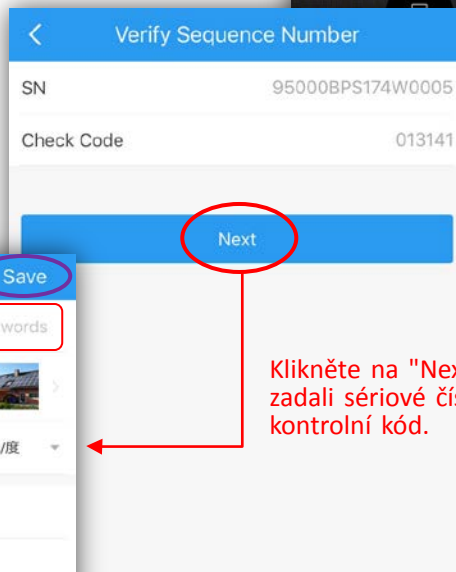 Verify Sequence Number
SN 95000BPS174W0005
Check Code 013141
Next
Save
words
/度
Klikněte na "Nex
zadali sériové čís
kontrolní kód.